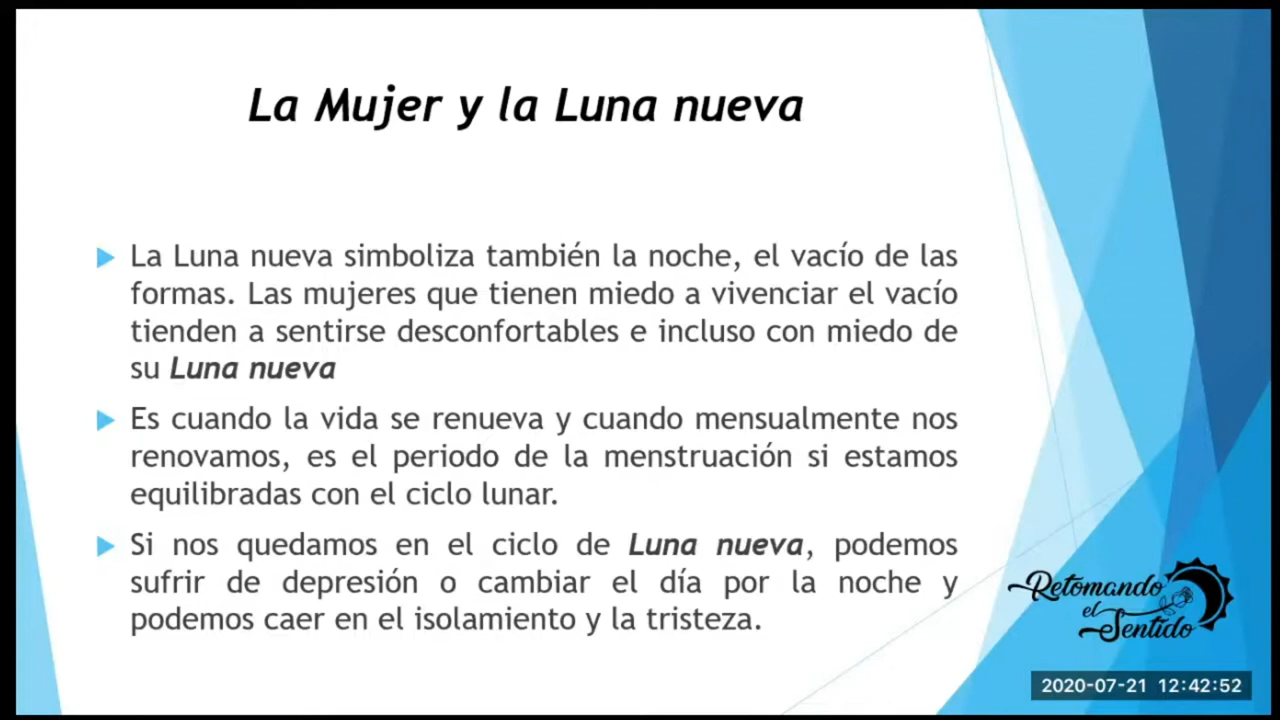 La Mujer y la Luna nueva
La Luna nueva simboliza también la noche, el vacío de las
formas. Las mujeres que tienen miedo a vivenciar el vacío
tienden a sentirse desconfortables e incluso con miedo de
su Luna nueva
Es cuando la vida se renueva y cuando mensualmente nos
renovamos, es el periodo de la menstruación si estamos
equilibradas con el ciclo lunar.
Si nos quedamos en el ciclo de Luna nueva, podemos
sufrir de depresión o cambiar el día por la noche y
podemos caer en el isolamiento y la tristeza.
Retomando
el
Sentido
2020-07-21 12:42:52